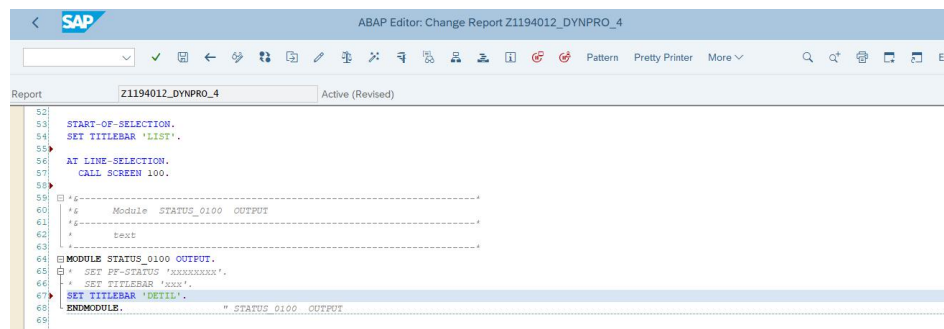 SAP
ABAP Editor: Change Report Z1194012_DYNPRO_4
Pattern Pretty Printer More
Report Z1194012_DYNPRO_4 Active (Revised)
52
53 START-OF-SELECTION.
54 SET TITLEBAR 'LIST'.
55
56 AT LINE-SELECTION.
57 CALL SCREEN 100.
58
59 *&---------------------------------------------------------------------*
60 *& Module STATUS_0100 OUTPUT
61 *&---------------------------------------------------------------------*
62 * text
63 *----------------------------------------------------------------------*
64 MODULE STATUS_0100 OUTPUT.
65 * SET PF-STATUS 'xxxxxxxx'.
66 * SET TITLEBAR 'xxx'.
67 SET TITLEBAR 'DETIL'.
68 ENDMODULE. " STATUS_0100 OUTPUT
69